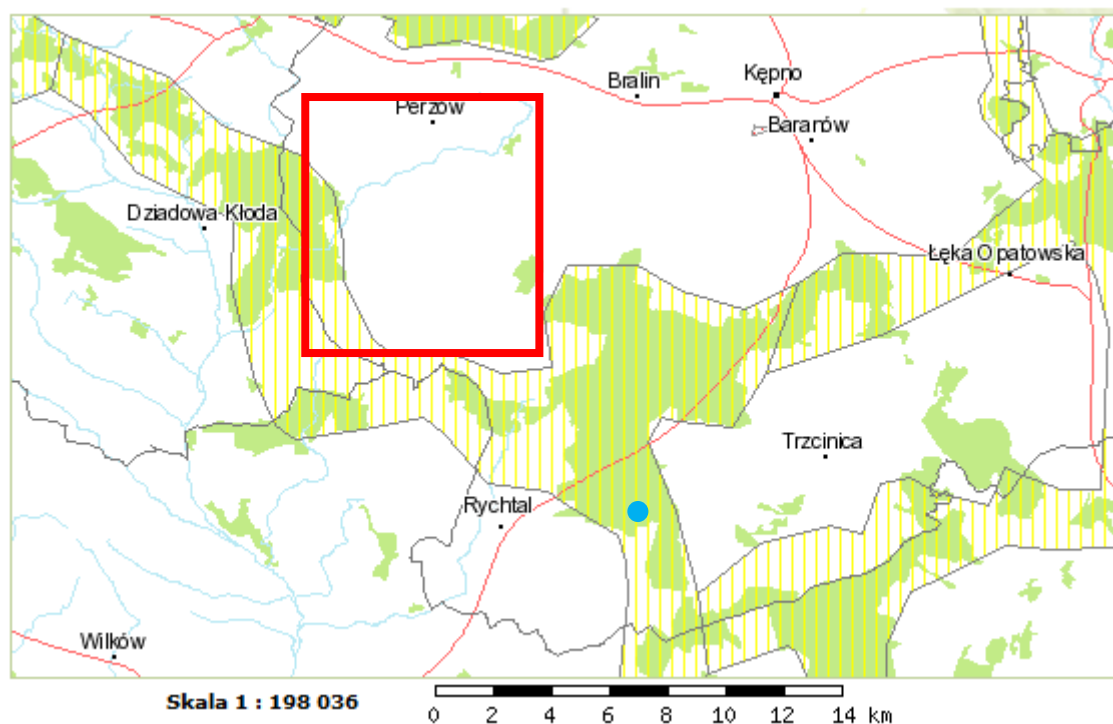 Bralin
Kępno
Perzów
Baranów
Dziadowa Kłoda
Łęka Opatowska
Trzcinica
Rychtal
Wilków
Skala 1 : 198 036
0 2 4 6 8 10 12 14 km